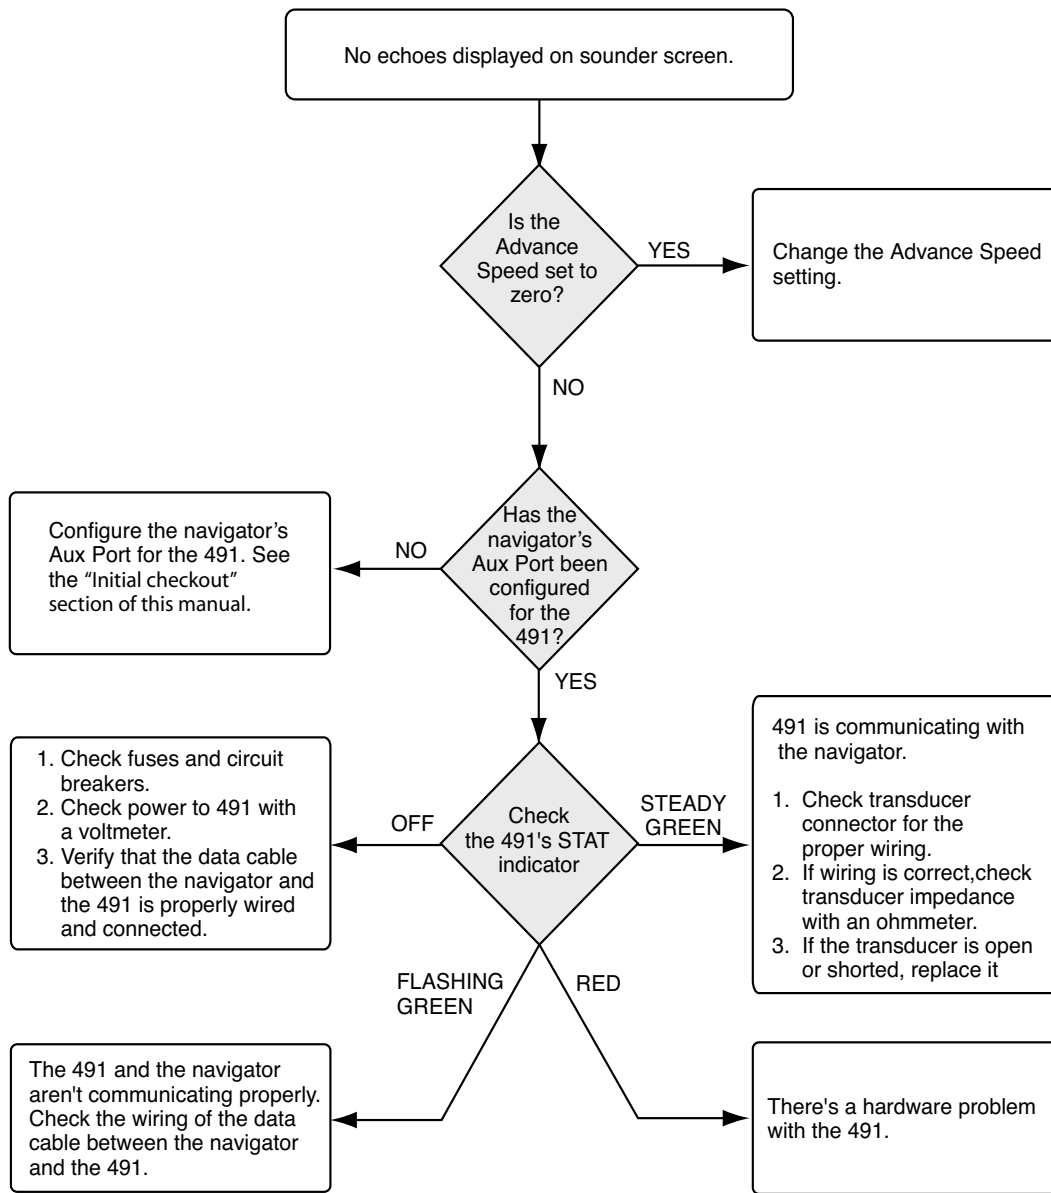 No echoes displayed on sounder screen.
Is the
Advance
Speed set to
zero?
YES
Change the Advance Speed
setting.
NO
Has the
navigator’s
Aux Port been
configured
for the
491?
NO
Configure the navigator’s
Aux Port for the 491. See
the “Initial checkout”
section of this manual.
YES
Check
the 491's STAT
indicator
OFF
1. Check fuses and circuit
breakers.
2. Check power to 491 with
a voltmeter.
3. Verify that the data cable
between the navigator and
the 491 is properly wired
and connected.
STEADY
GREEN
491 is communicating with
the navigator.
1. Check transducer
connector for the
proper wiring.
2. If wiring is correct,check
transducer impedance
with an ohmmeter.
3. If the transducer is open
or shorted, replace it
FLASHING
GREEN
The 491 and the navigator
aren't communicating properly.
Check the wiring of the data
cable between the navigator
and the 491.
RED
There's a hardware problem
with the 491.